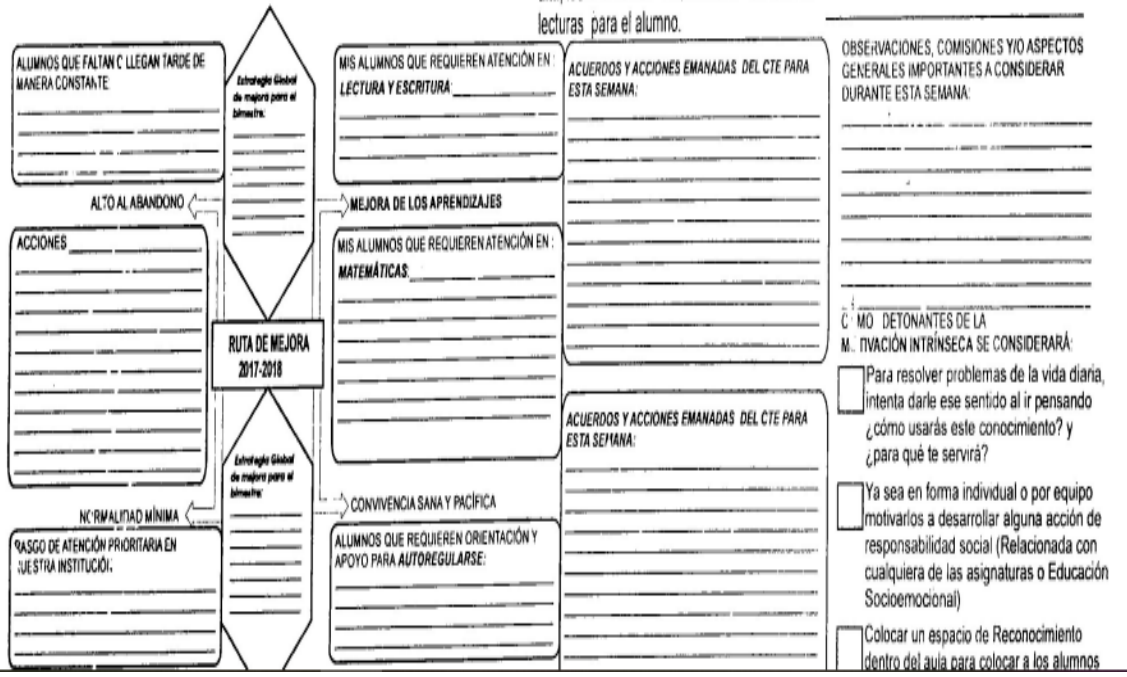 lecturas para el alumno.
ALUMNOS QUE FALTAN O LLEGAN TARDE DE
MANERA CONSTANTE
ALTO AL ABANDONO
ACCIONES
NORMALIDAD MÍNIMA
RASGO DE ATENCIÓN PRIORITARIA EN
NUESTRA INSTITUCIÓN:
Estrategia Global
de mejora para el
bimestre:
RUTA DE MEJORA
2017-2018
Estrategia Global
de mejora para el
bimestre:
MIS ALUMNOS QUE REQUIEREN ATENCIÓN EN :
LECTURA Y ESCRITURA:
MEJORA DE LOS APRENDIZAJES
MIS ALUMNOS QUE REQUIEREN ATENCIÓN EN :
MATEMÁTICAS:
CONVIVENCIA SANA Y PACÍFICA
ALUMNOS QUE REQUIEREN ORIENTACIÓN Y
APOYO PARA AUTOREGULARSE:
ACUERDOS Y ACCIONES EMANADAS DEL CTE PARA
ESTA SEMANA:
ACUERDOS Y ACCIONES EMANADAS DEL CTE PARA
ESTA SEMANA:
OBSERVACIONES, COMISIONES Y/O ASPECTOS
GENERALES IMPORTANTES A CONSIDERAR
DURANTE ESTA SEMANA:
COMO DETONANTES DE LA
MOTIVACIÓN INTRÍNSECA SE CONSIDERARÁ:
Para resolver problemas de la vida diaria,
intenta darle ese sentido al ir pensando
¿cómo usarás este conocimiento? y
¿para qué te servirá?
Ya sea en forma individual o por equipo
motivarlos a desarrollar alguna acción de
responsabilidad social (Relacionada con
cualquiera de las asignaturas o Educación
Socioemocional)
Colocar un espacio de Reconocimiento
dentro del aula para colocar a los alumnos